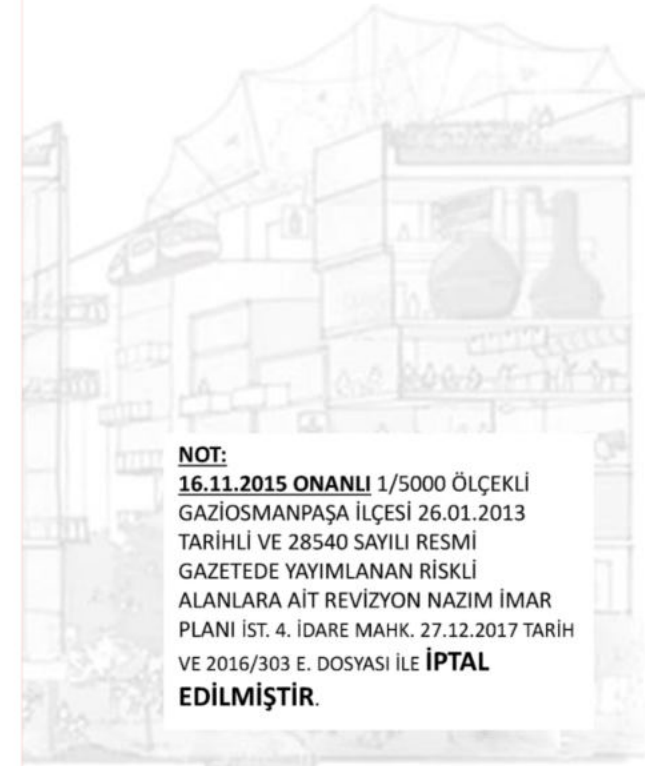 NOT:
16.11.2015 ONANLI 1/5000 ÖLÇEKLİ
GAZİOSMANPAŞA İLÇESİ 26.01.2013
TARİHLİ VE 28540 SAYILI RESMİ
GAZETEDE YAYIMLANAN RİSKLİ
ALANLARA AİT REVİZYON NAZIM İMAR
PLANI İST. 4. İDARE MAHK. 27.12.2017 TARİH
VE 2016/303 E. DOSYASI İLE İPTAL
EDİLMİŞTİR.